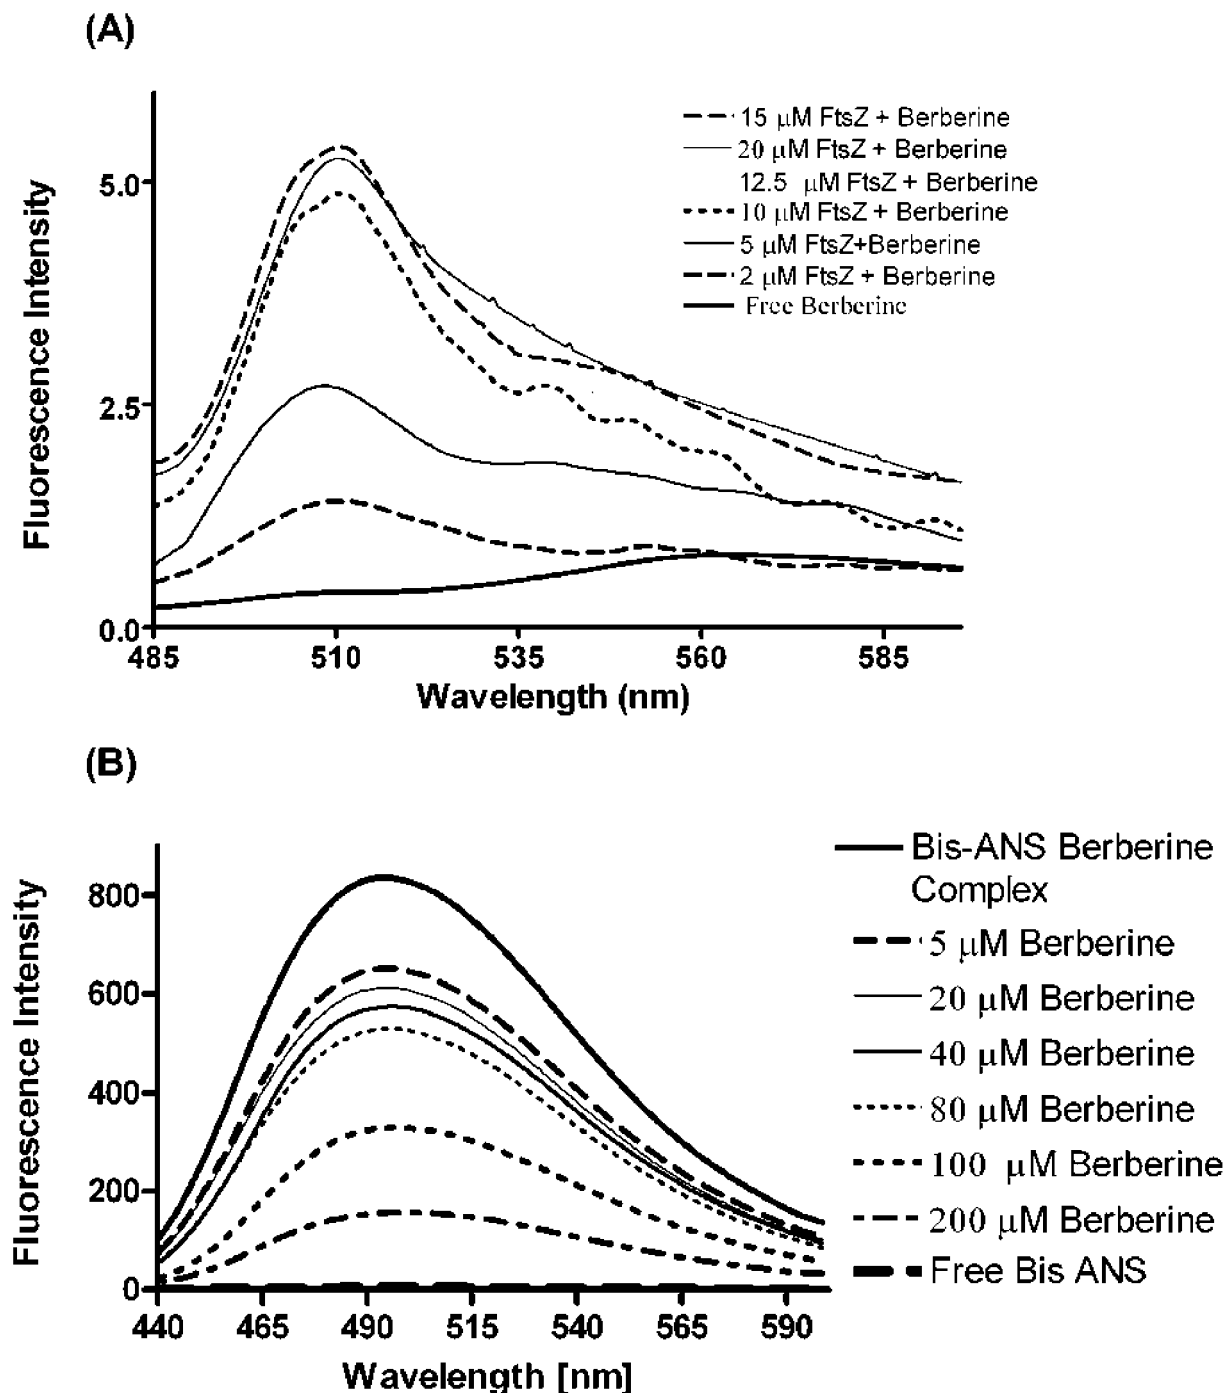 (A)
Fluorescence Intensity
5.0
2.5
0.0
485
510
535
560
585
Wavelength (nm)
15 μM FtsZ + Berberine
20 μM FtsZ + Berberine
12.5 μM FtsZ + Berberine
10 μM FtsZ + Berberine
5 μM FtsZ+Berberine
2 μM FtsZ + Berberine
Free Berberine
(B)
Fluorescence Intensity
800
600
400
200
0
440
465
490
515
540
565
590
Wavelength [nm]
Bis-ANS Berberine
Complex
5 μM Berberine
20 μM Berberine
40 μM Berberine
80 μM Berberine
100 μM Berberine
200 μM Berberine
Free Bis ANS